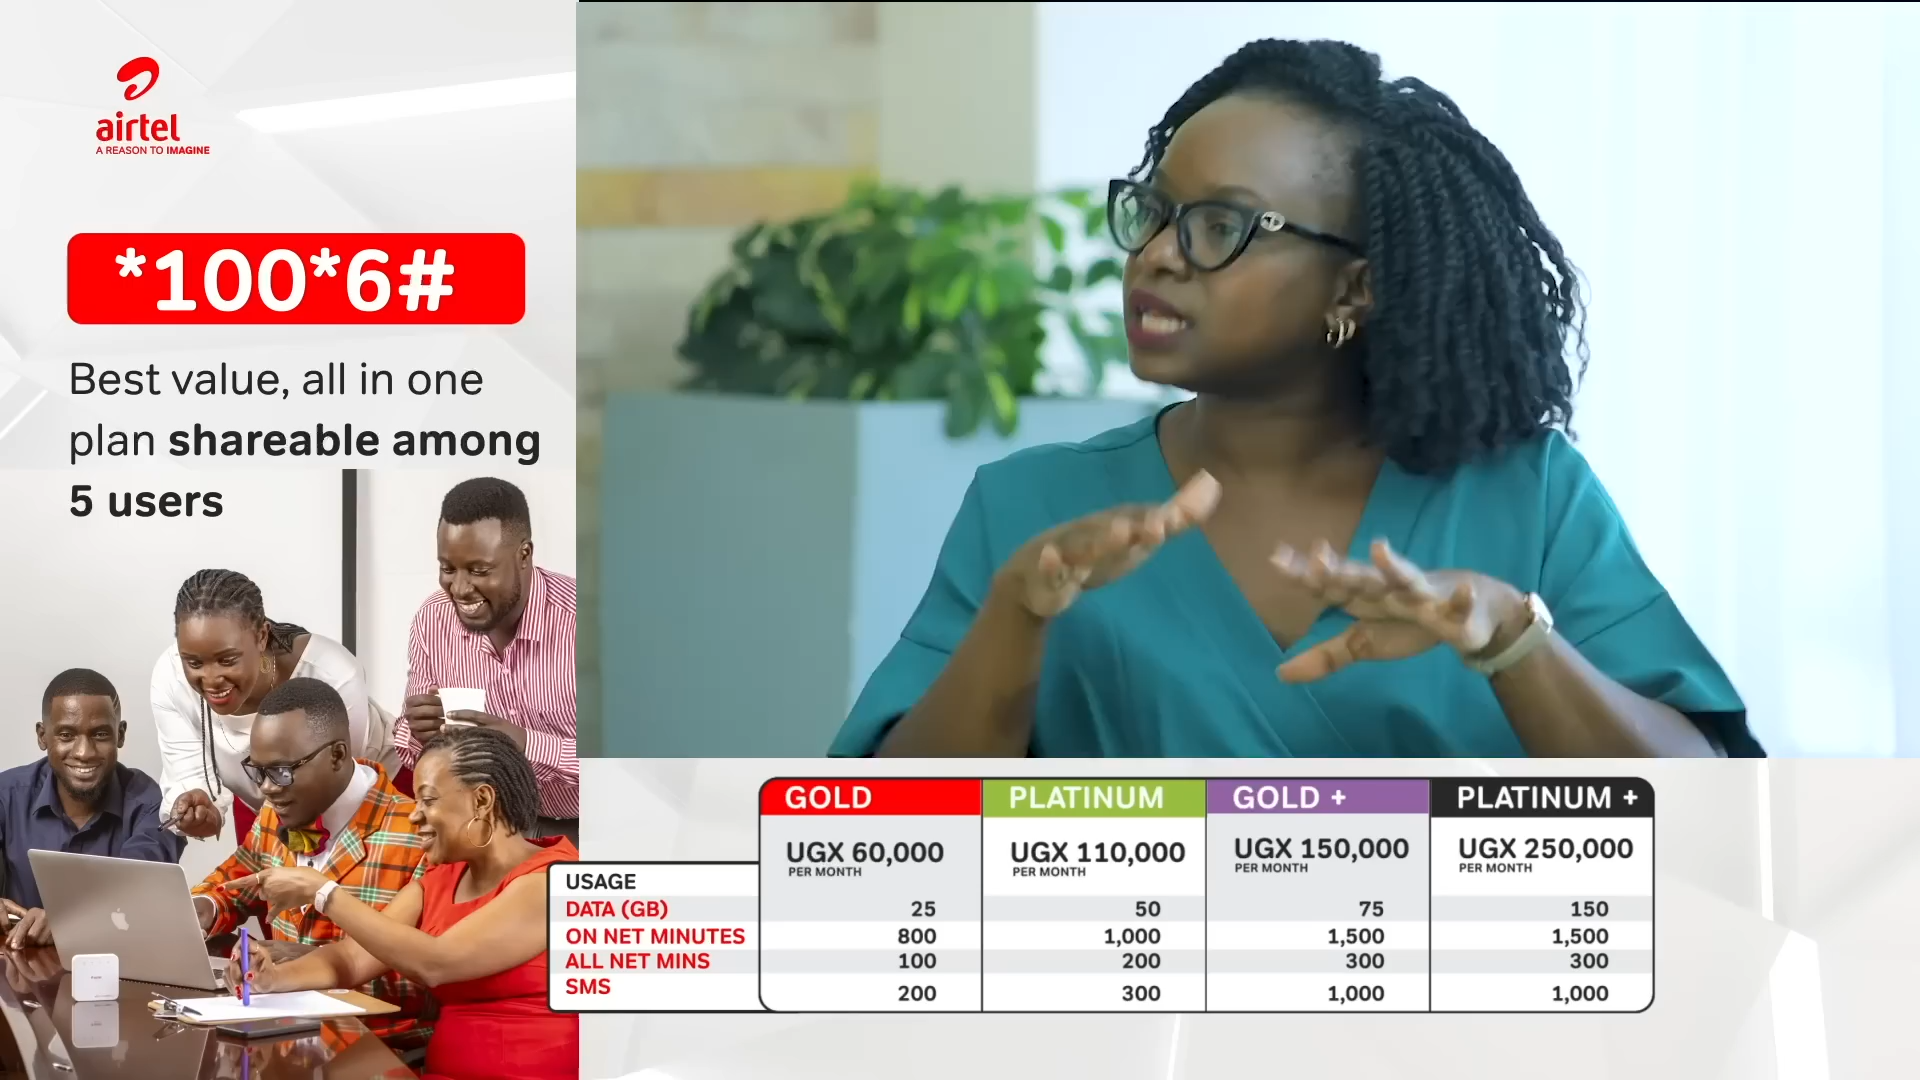 airtel
A REASON TO IMAGINE
*100*6#
Best value, all in one
plan shareable among
5 users
GOLD PLATINUM GOLD + PLATINUM +
UGX 60,000 UGX 110,000 UGX 150,000 UGX 250,000
PER MONTH PER MONTH PER MONTH PER MONTH
USAGE
DATA (GB) 25 50 75 150
ON NET MINUTES 800 1,000 1,500 1,500
ALL NET MINS 100 200 300 300
SMS 200 300 1,000 1,000